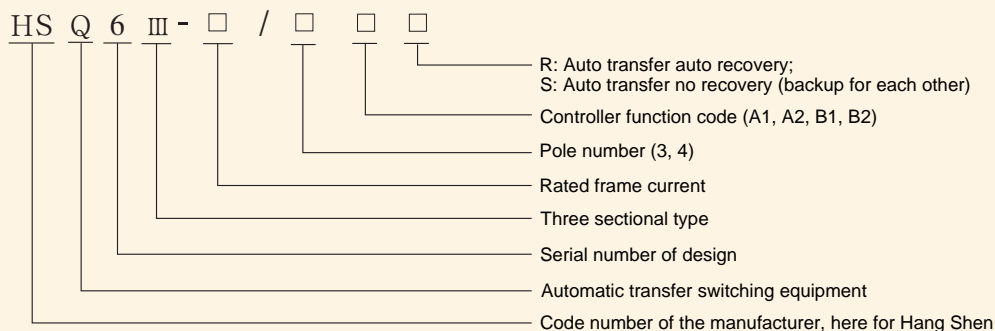 HS Q 6 III - □ / □ □ □
R: Auto transfer auto recovery;
S: Auto transfer no recovery (backup for each other)
Controller function code (A1, A2, B1, B2)
Pole number (3, 4)
Rated frame current
Three sectional type
Serial number of design
Automatic transfer switching equipment
Code number of the manufacturer, here for Hang Shen